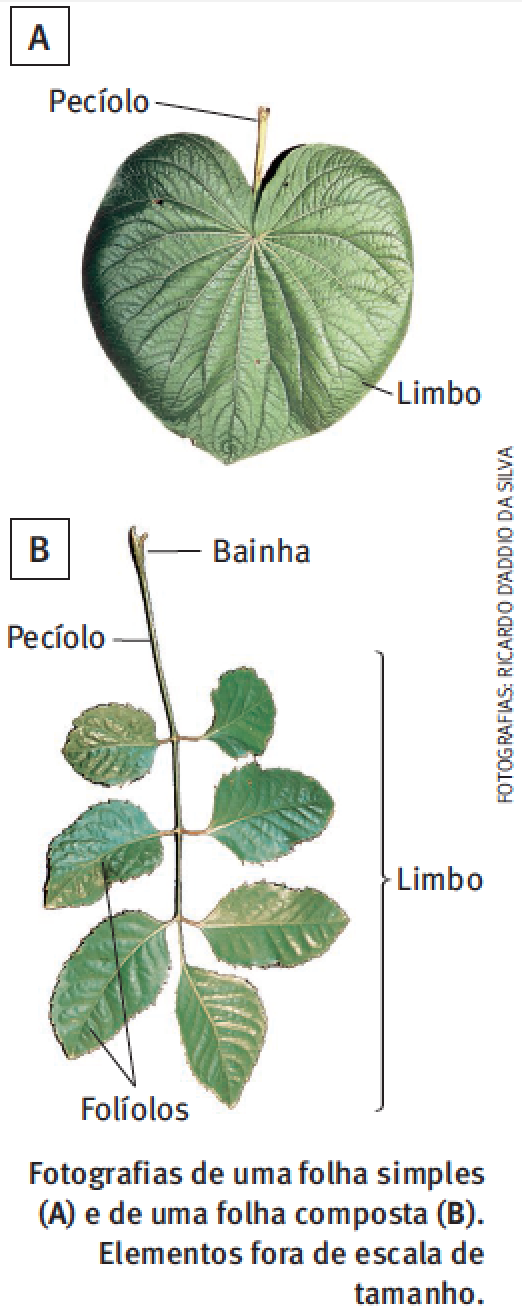 A
Pecíolo
Limbo
B
Bainha
Pecíolo
Limbo
Folíolos
FOTOGRAFIAS: RICARDO D'ADDIO DA SILVA
Fotografias de uma folha simples
(A) e de uma folha composta (B).
Elementos fora de escala de
tamanho.